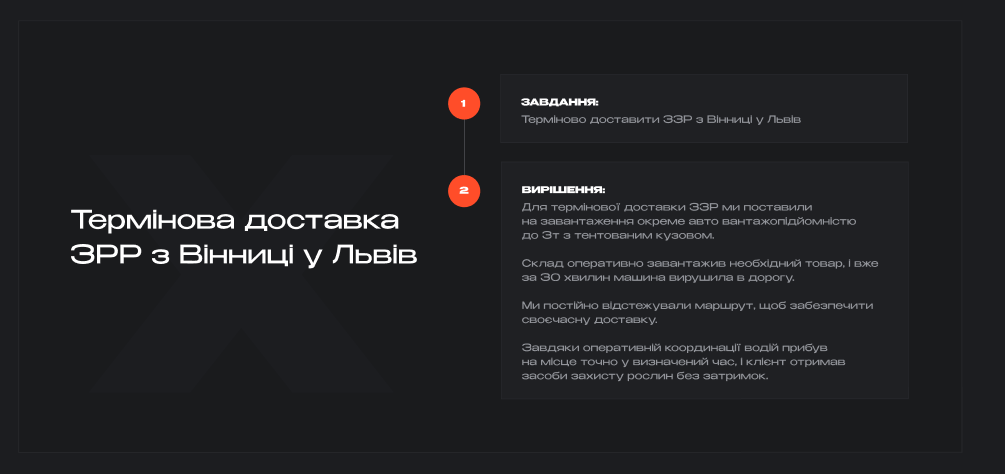 Термінова доставка
ЗРР з Вінниці у Львів
1
ЗАВДАННЯ:
Терміново доставити ЗЗР з Вінниці у Львів
2
ВИРІШЕННЯ:
Для термінової доставки ЗЗР ми поставили
на завантаження окреме авто вантажопідйомністю
до 3т з тентованим кузовом.
Склад оперативно завантажив необхідний товар, і вже
за 30 хвилин машина вирушила в дорогу.
Ми постійно відстежували маршрут, щоб забезпечити
своєчасну доставку.
Завдяки оперативній координації водій прибув
на місце точно у визначений час, і клієнт отримав
засоби захисту рослин без затримок.